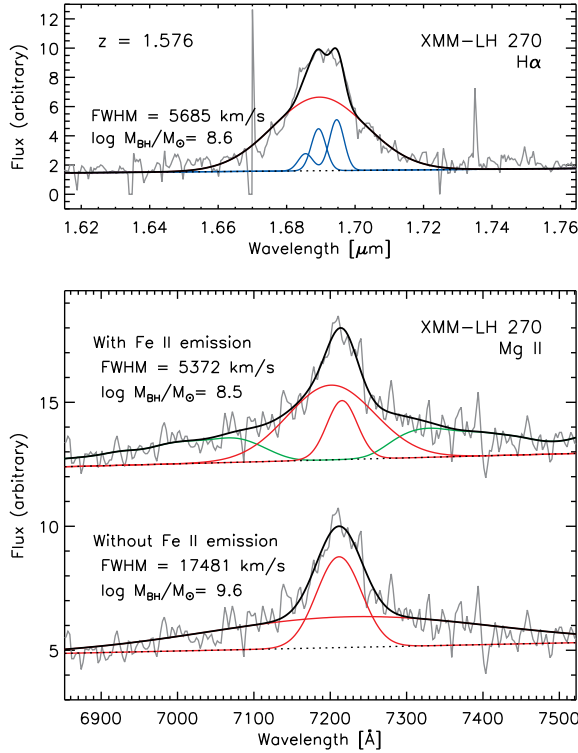 z = 1.576
XMM-LH 270
Hα
FWHM = 5685 km/s
log M_BH/M_⊙ = 8.6
Flux (arbitrary)
12
10
8
6
4
2
0
1.62 1.64 1.66 1.68 1.70 1.72 1.74 1.76
Wavelength [μm]
XMM-LH 270
Mg II
With Fe II emission
FWHM = 5372 km/s
log M_BH/M_⊙= 8.5
Flux (arbitrary)
15
10
5
Without Fe II emission
FWHM = 17481 km/s
log M_BH/M_⊙= 9.6
6900 7000 7100 7200 7300 7400 7500
Wavelength [Å]